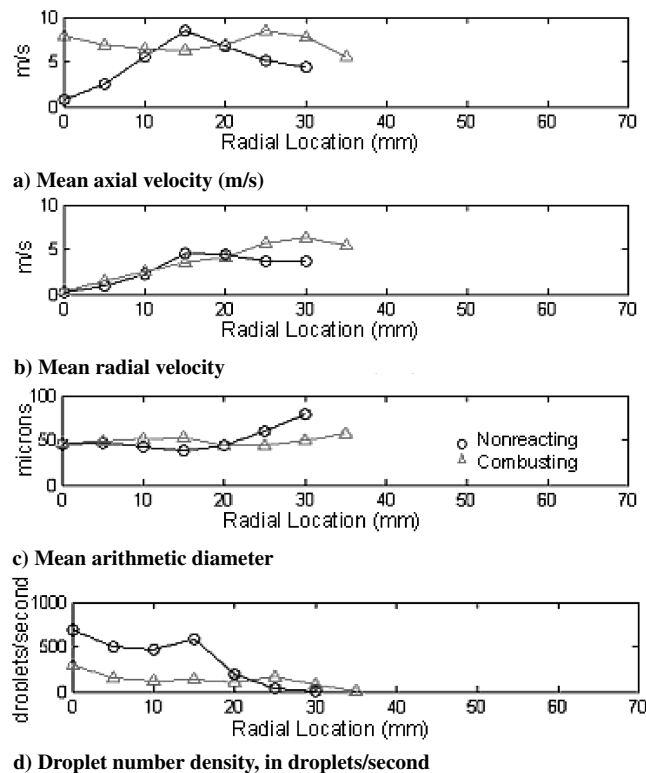 10
5
0
m/s
0 10 20 30 40 50 60 70
Radial Location (mm)
a) Mean axial velocity (m/s)
10
5
0
m/s
0 10 20 30 40 50 60 70
Radial Location (mm)
b) Mean radial velocity
100
50
0
microns
Nonreacting
Combusting
0 10 20 30 40 50 60 70
Radial Location (mm)
c) Mean arithmetic diameter
1000
500
0
droplets/second
0 10 20 30 40 50 60 70
Radial Location (mm)
d) Droplet number density, in droplets/second